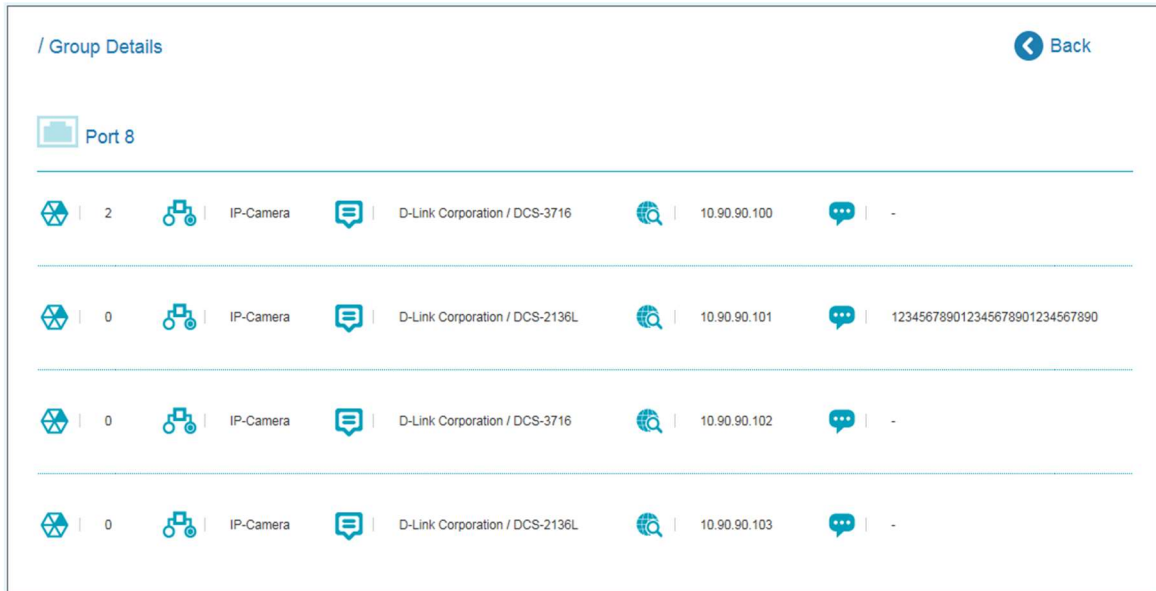 / Group Details
Back
Port 8
2 IP-Camera D-Link Corporation / DCS-3716 10.90.90.100 -
0 IP-Camera D-Link Corporation / DCS-2136L 10.90.90.101 123456789012345678901234567890
0 IP-Camera D-Link Corporation / DCS-3716 10.90.90.102 -
0 IP-Camera D-Link Corporation / DCS-2136L 10.90.90.103 -